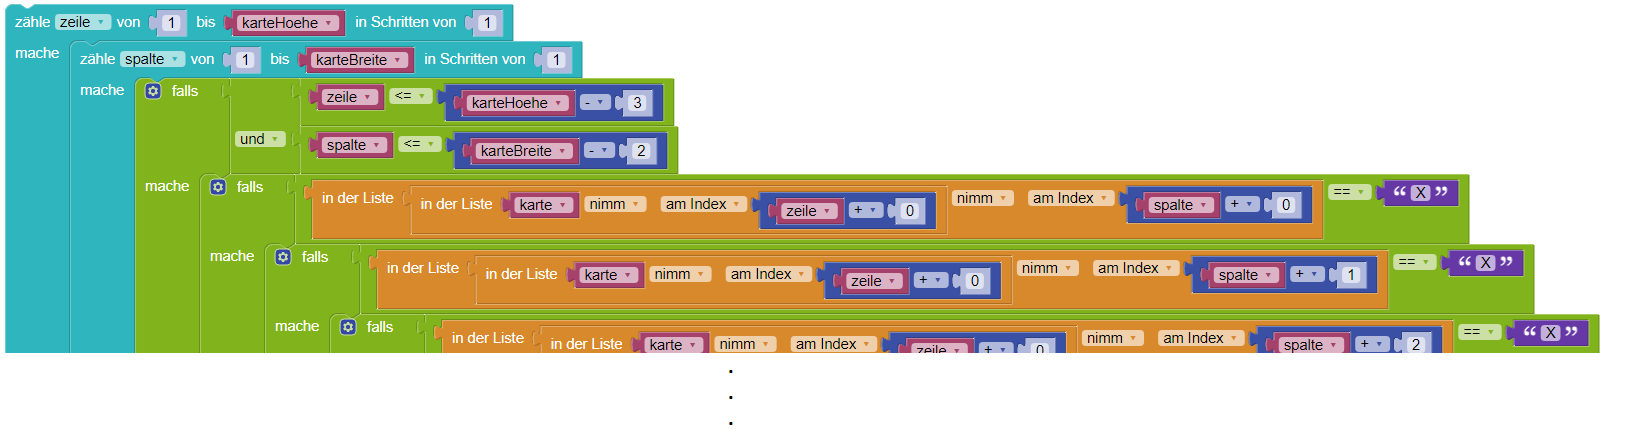 zähle zeile von 1 bis karteHoehe in Schritten von 1
mache zähle spalte von 1 bis karteBreite in Schritten von 1
mache falls zeile <= karteHoehe - 3
und spalte <= karteBreite - 2
mache falls in der Liste in der Liste karte nimm am Index zeile + 0 nimm am Index spalte + 0 == “ X ”
mache falls in der Liste in der Liste karte nimm am Index zeile + 0 nimm am Index spalte + 1 == “ X ”
mache falls in der Liste in der Liste karte nimm am Index zeile + 0 nimm am Index spalte + 2 == “ X ”
.
.
.